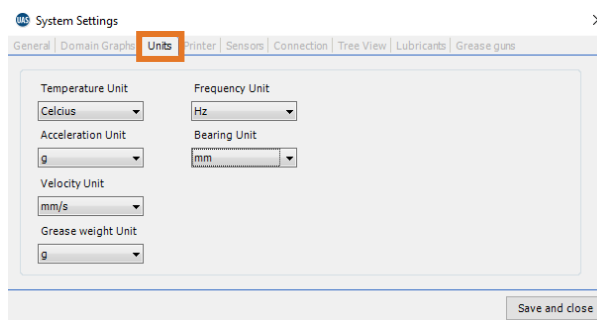 UAS System Settings
General Domain Graphs Units Printer Sensors Connection Tree View Lubricants Grease guns
Temperature Unit Frequency Unit
Celcius Hz
Acceleration Unit Bearing Unit
g mm
Velocity Unit
mm/s
Grease weight Unit
g
Save and close